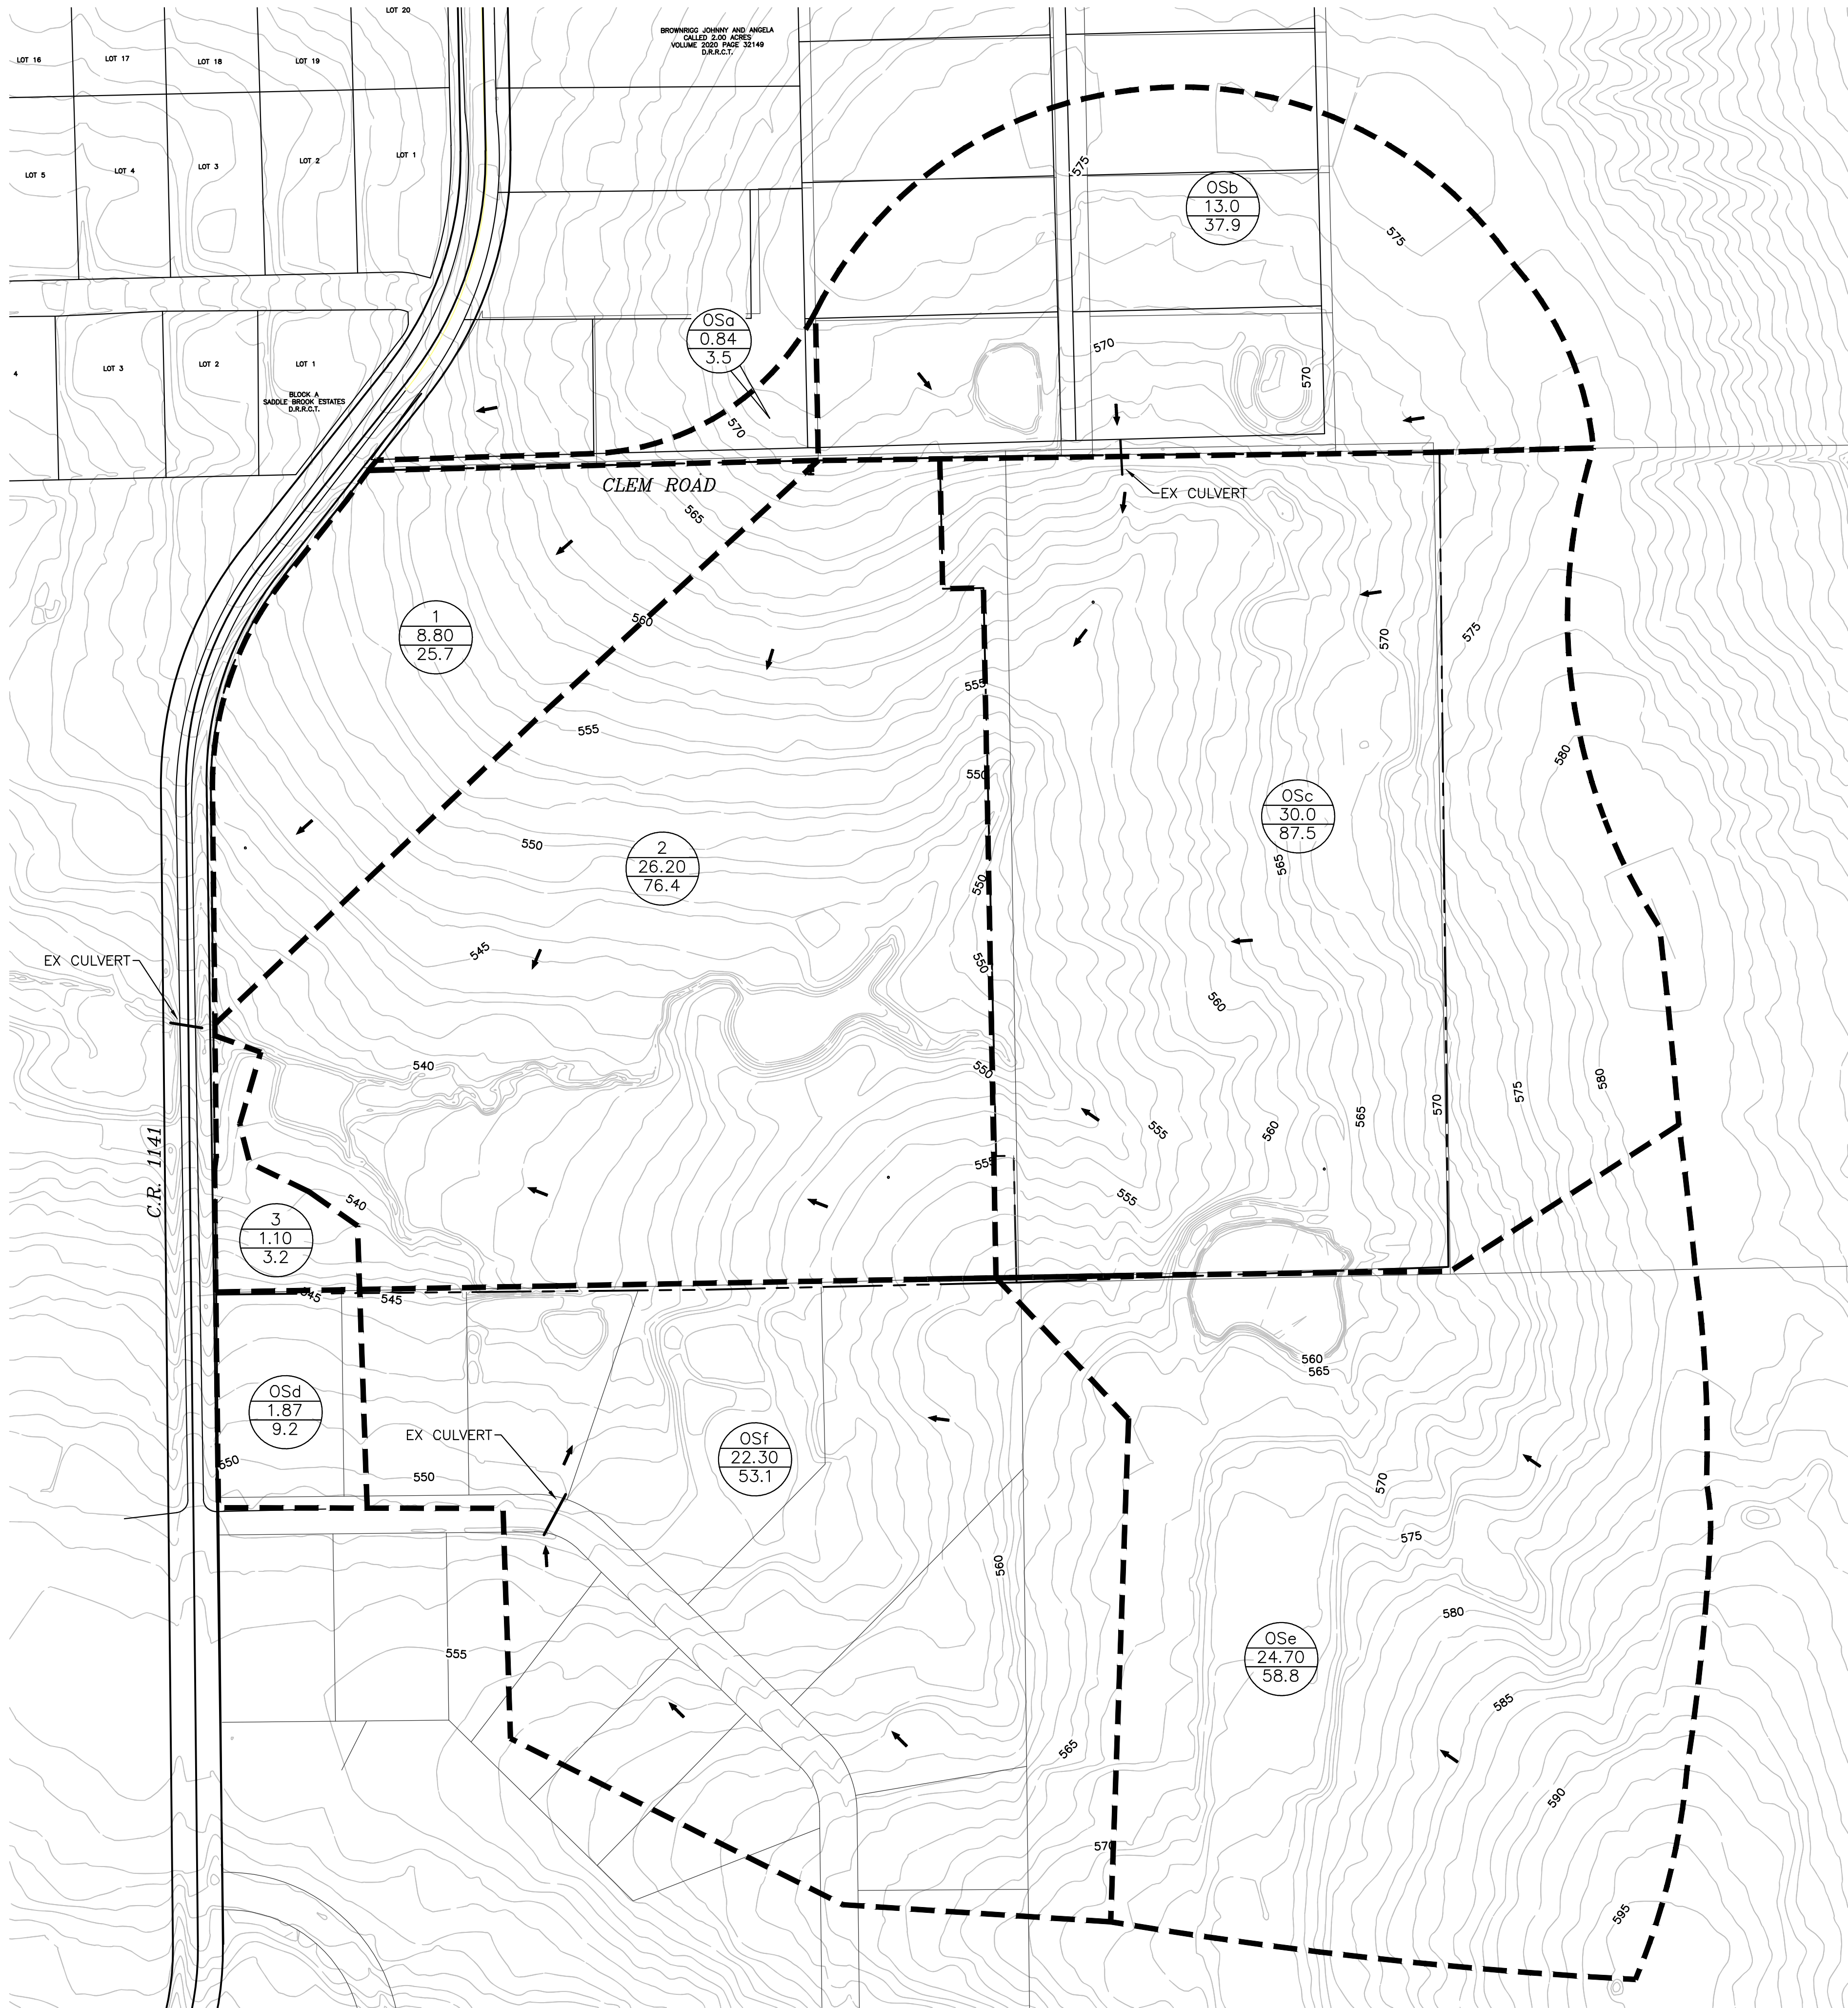 LOT 20
BROWNRIGG JOHNNY AND ANGELA
CALLED 2.00 ACRES
VOLUME 2020 PAGE 32149
D.R.R.C.T.
LOT 16
LOT 17
LOT 18
LOT 19
LOT 5
LOT 4
LOT 3
LOT 2
LOT 1
575
OSb
13.0
37.9
575
OSa
0.84
3.5
570
570
570
4
LOT 3
LOT 2
LOT 1
BLOCK A
SADDLE BROOK ESTATES
D.R.R.C.T.
CLEM ROAD
EX CULVERT
565
1
8.80
25.7
560
570
575
555
555
550
580
OSc
30.0
87.5
550
2
26.20
76.4
565
550
545
550
EX CULVERT
560
540
550
580
575
570
565
560
555
C.R. 1141
555
555
540
3
1.10
3.2
545
545
560
565
OSd
1.87
9.2
EX CULVERT
OSf
22.30
53.1
550
550
570
575
560
580
OSe
24.70
58.8
555
585
565
590
570
595